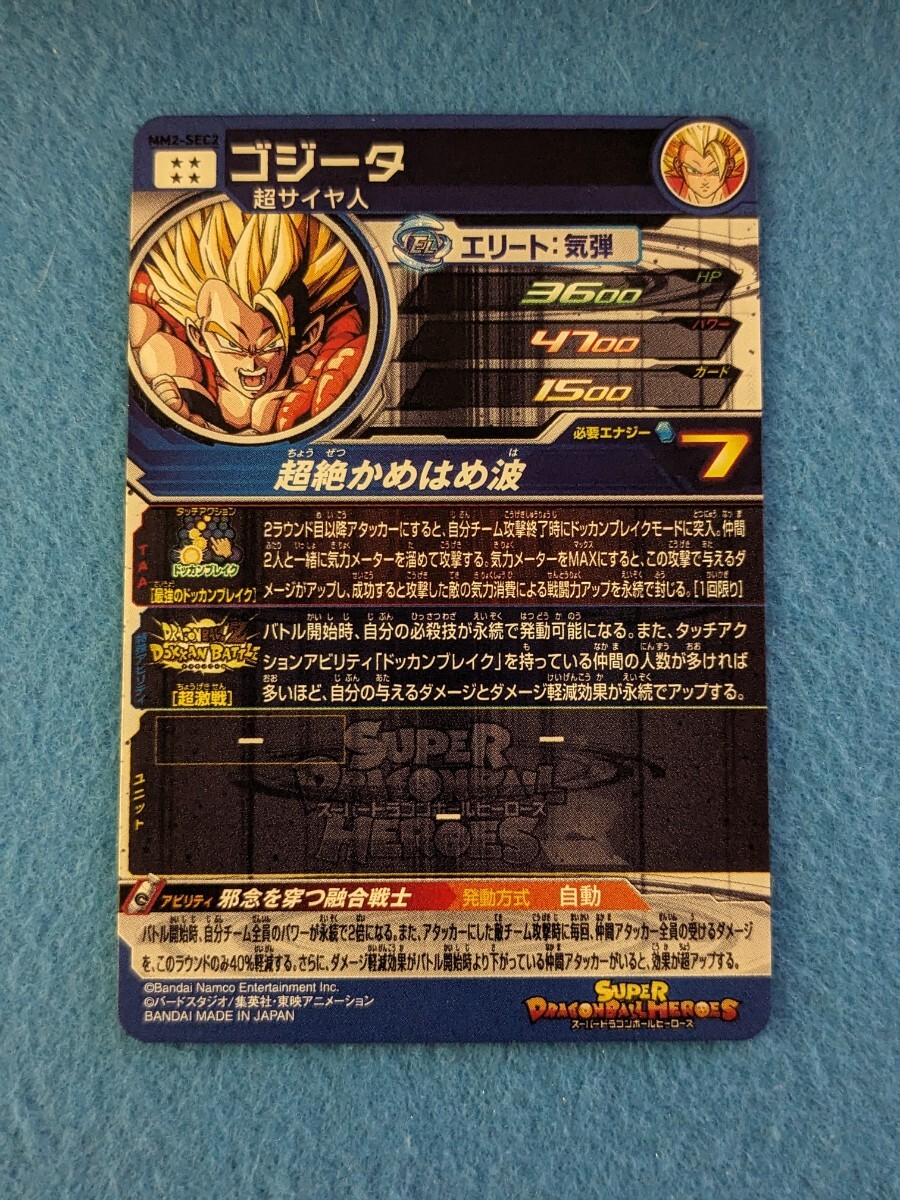 MM2-SEC2
★★
★★
ゴジータ
超サイヤ人
EL エリート：気弾
HP
3600
パワー
4700
ガード
1500
必要エナジー 7
ちょうぜつ は
超絶かめはめ波
TAA
タッチアクション
ドッカンブレイク
[最強のドッカンブレイク]
2ラウンド目以降アタッカーにすると、自分チーム攻撃終了時にドッカンブレイクモードに突入。仲間
2人と一緒に気力メーターを溜めて攻撃する。気力メーターをMAXにすると、この攻撃で与えるダ
メージがアップし、成功すると攻撃した敵の気力消費による戦闘力アップを永続で封じる。[1回限り]
DRAGON BALL Z
DOKKAN BATTLE
ちょうげきせん
[超激戦]
バトル開始時、自分の必殺技が永続で発動可能になる。また、タッチアク
ションアビリティ「ドッカンブレイク」を持っている仲間の人数が多ければ
多いほど、自分の与えるダメージとダメージ軽減効果が永続でアップする。
ユニット
ー
ー
ー
SUPER
DRAGONBALL
スーパードラゴンボールヒーローズ
HEROES
アビリティ 邪念を穿つ融合戦士 発動方式 自動
バトル開始時、自分チーム全員のパワーが永続で2倍になる。また、アタッカーにした敵チーム攻撃時に毎回、仲間アタッカー全員の受けるダメージ
を、このラウンドのみ40%軽減する。さらに、ダメージ軽減効果がバトル開始時より下がっている仲間アタッカーがいると、効果が超アップする。
©Bandai Namco Entertainment Inc.
©バードスタジオ/集英社・東映アニメーション
BANDAI MADE IN JAPAN
SUPER
DRAGONBALL HEROES
スーパードラゴンボールヒーローズ